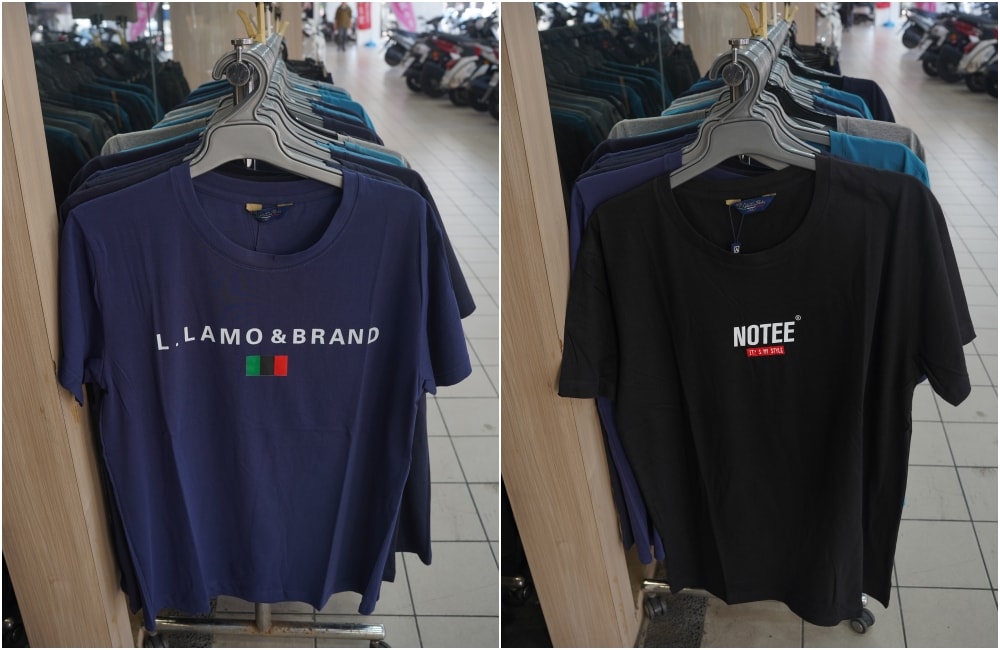 L.LAMO & BRAND
NOTEE®
IT'S MY STYLE